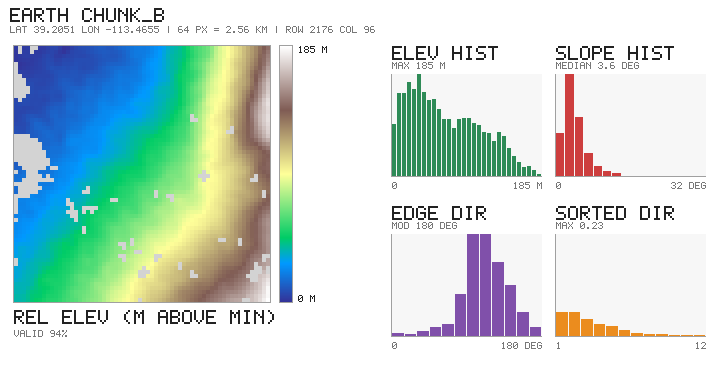 EARTH CHUNK_B
LAT 39.2051 LON -113.4655 | 64 PX = 2.56 KM | ROW 2176 COL 96
185 M
0 M
REL ELEV (M ABOVE MIN)
VALID 94%
ELEV HIST
MAX 185 M
0 185 M
SLOPE HIST
MEDIAN 3.6 DEG
0 32 DEG
EDGE DIR
MOD 180 DEG
0 180 DEG
SORTED DIR
MAX 0.23
1 12